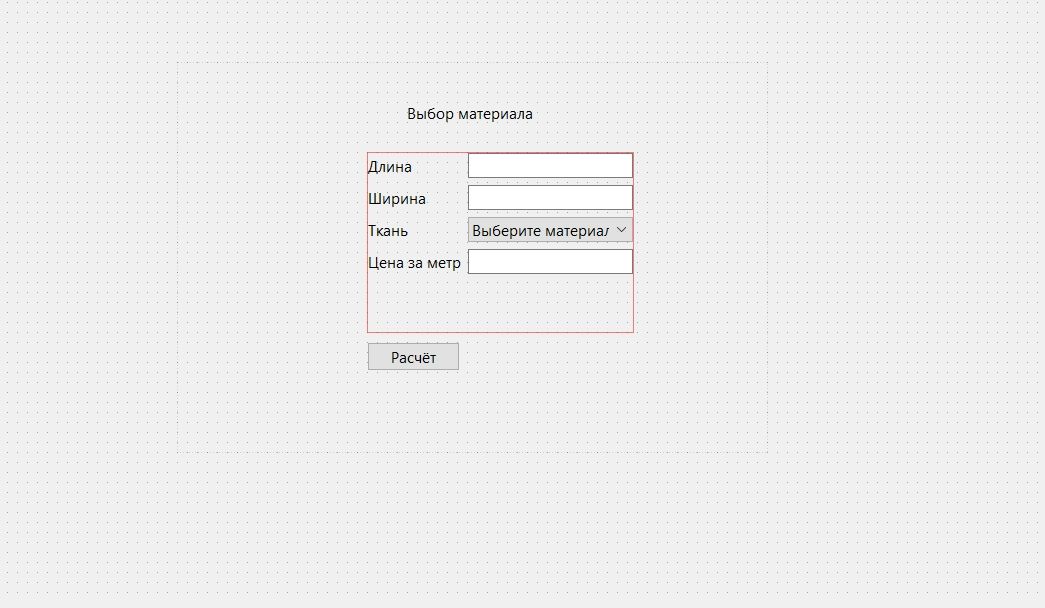 Выбор материала
Длина
Ширина
Ткань Выберите материал
Цена за метр
Расчёт